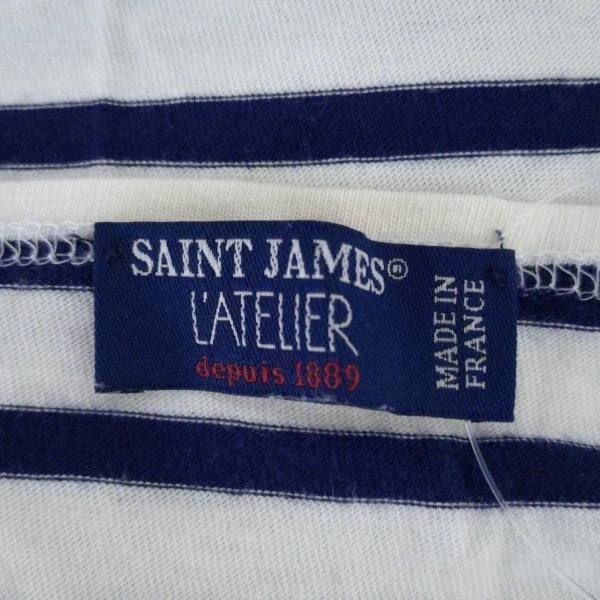 SAINT JAMES®
L'ATELIER
depuis 1889
MADE IN
FRANCE